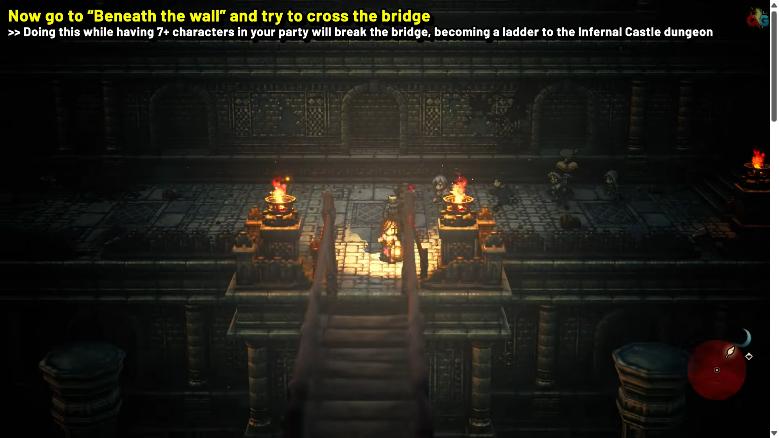 Now go to “Beneath the wall” and try to cross the bridge
>> Doing this while having 7+ characters in your party will break the bridge, becoming a ladder to the Infernal Castle dungeon